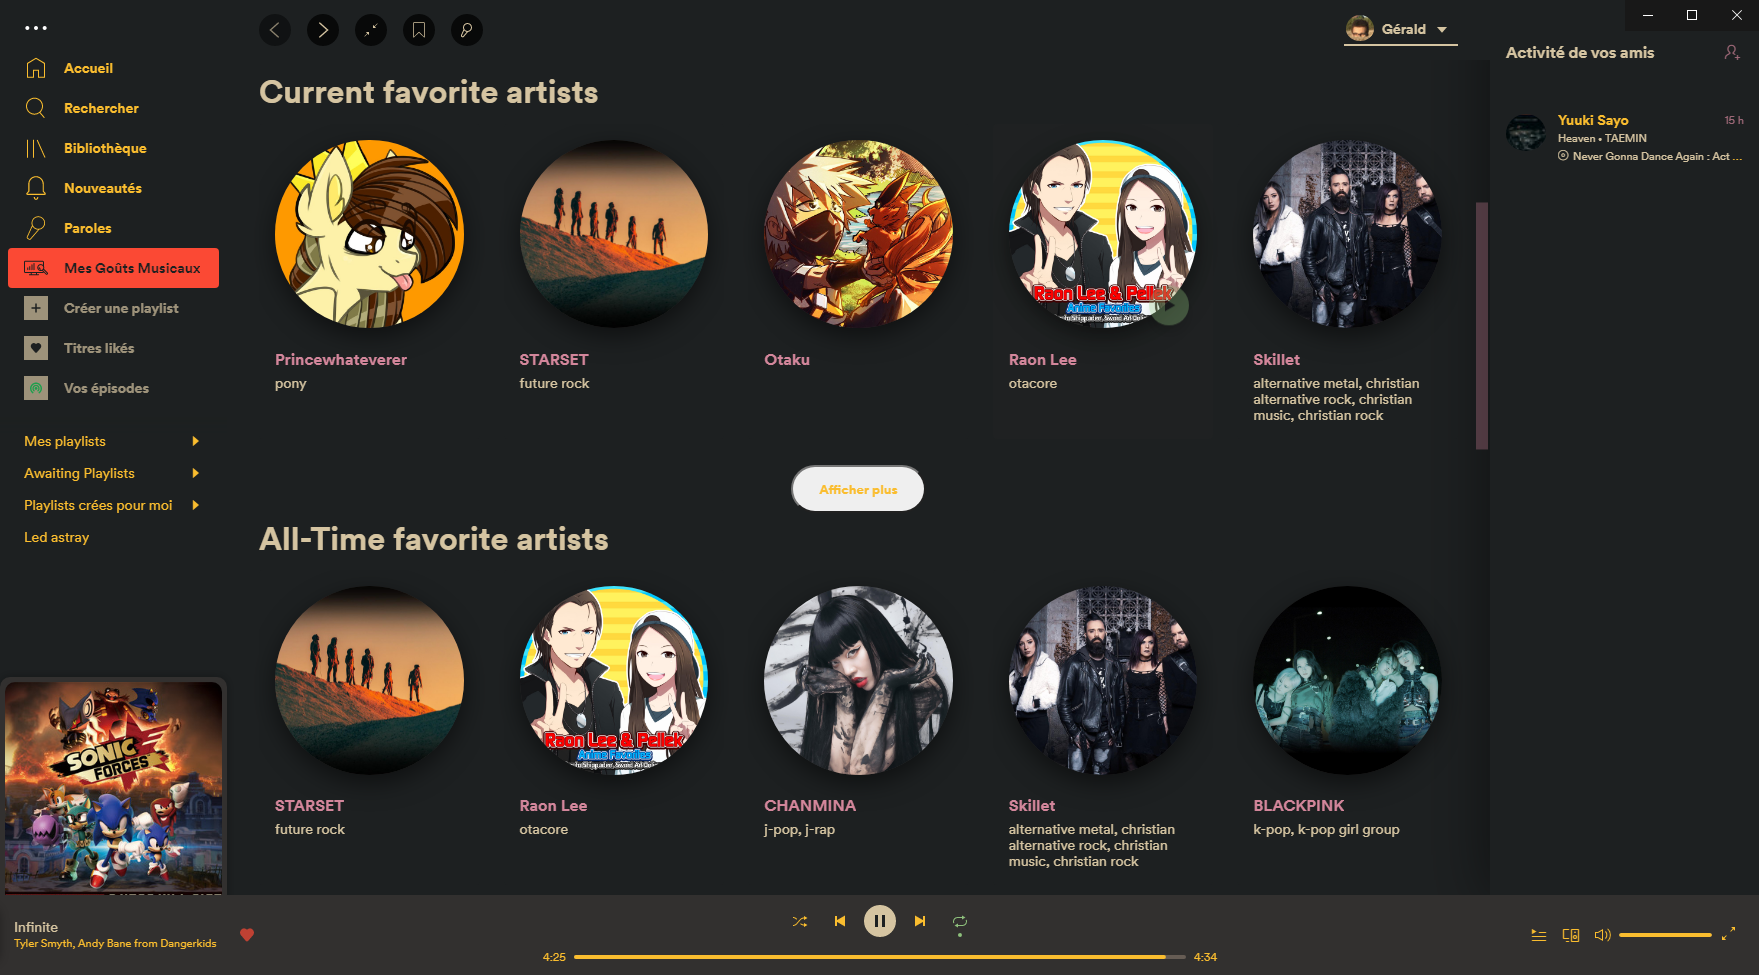 Accueil
Rechercher
Bibliothèque
Nouveautés
Paroles
Mes Goûts Musicaux
Créer une playlist
Titres likés
Vos épisodes
Mes playlists
Awaiting Playlists
Playlists crées pour moi
Led astray
SONIC
FORCES
Gérald
Current favorite artists
Raon Lee & Pellek
Princewhateverer
pony
STARSET
future rock
Otaku
Raon Lee
otacore
Skillet
alternative metal, christian
alternative rock, christian
music, christian rock
Afficher plus
All-Time favorite artists
Raon Lee & Pellek
STARSET
future rock
Raon Lee
otacore
CHANMINA
j-pop, j-rap
Skillet
alternative metal, christian
alternative rock, christian
music, christian rock
BLACKPINK
k-pop, k-pop girl group
Activité de vos amis
Yuuki Sayo
15 h
Heaven • TAEMIN
Never Gonna Dance Again : Act ...
Infinite
Tyler Smyth, Andy Bane from Dangerkids
4:25
4:34